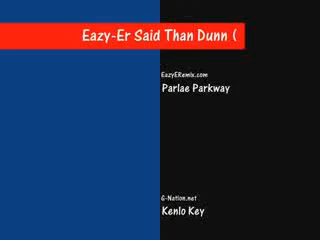 Eazy-Er Said Than Dunn (
EazyERemix.com
Parlae Parkway
G-Nation.net
Kenlo Key